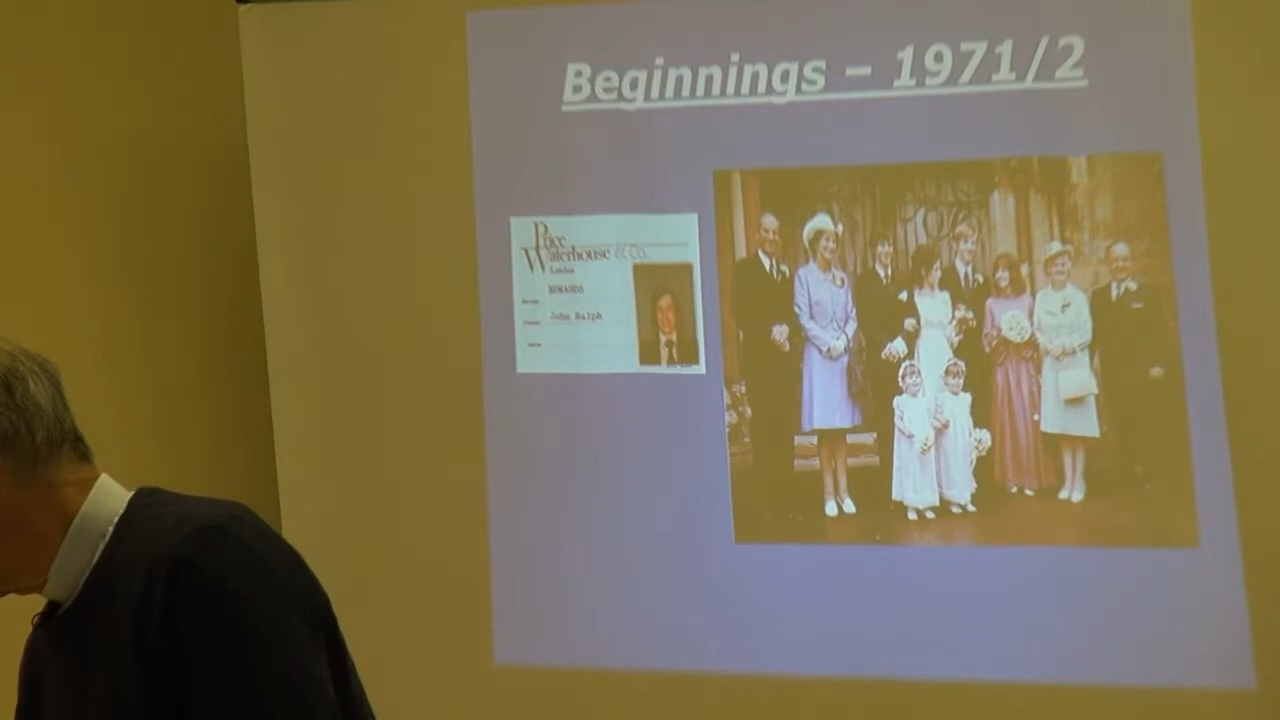 Beginnings – 1971/2
Price
Waterhouse & Co.
London
EDWARDS
John Ralph